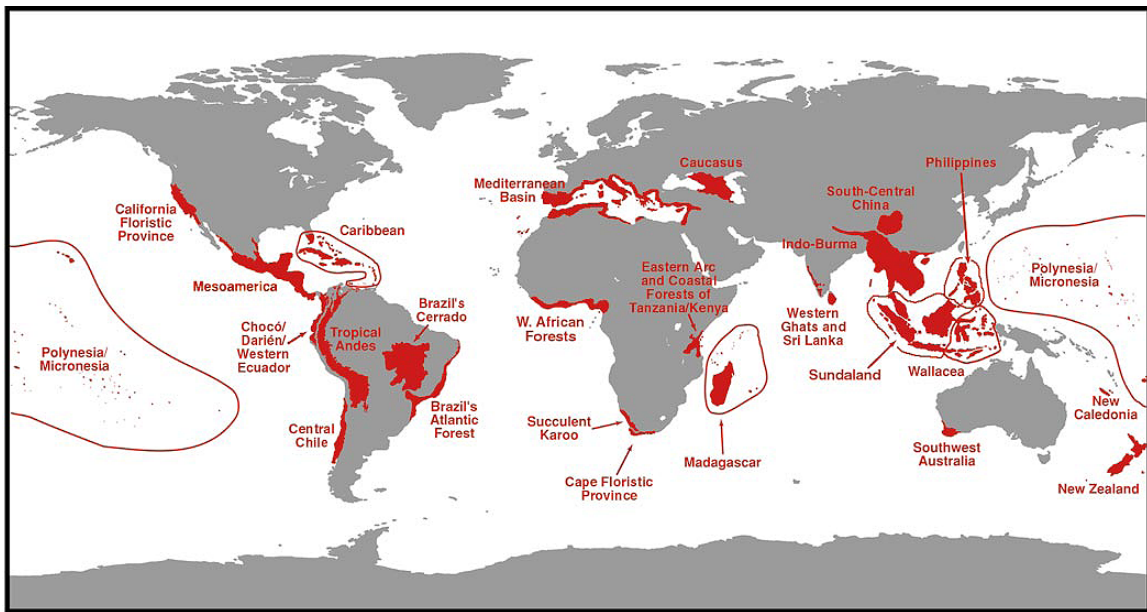 Caucasus
Philippines
Mediterranean
Basin
South-Central
China
California
Floristic
Province
Caribbean
Indo-Burma
Polynesia/
Micronesia
Eastern Arc
and Coastal
Forests of
Tanzania/Kenya
Mesoamerica
Brazil's
Cerrado
W. African
Forests
Western
Ghats and
Sri Lanka
Chocó/
Darién/
Western
Ecuador
Tropical
Andes
Polynesia/
Micronesia
Sundaland
Wallacea
New
Caledonia
Brazil's
Atlantic
Forest
Central
Chile
Succulent
Karoo
Madagascar
Southwest
Australia
Cape Floristic
Province
New Zealand